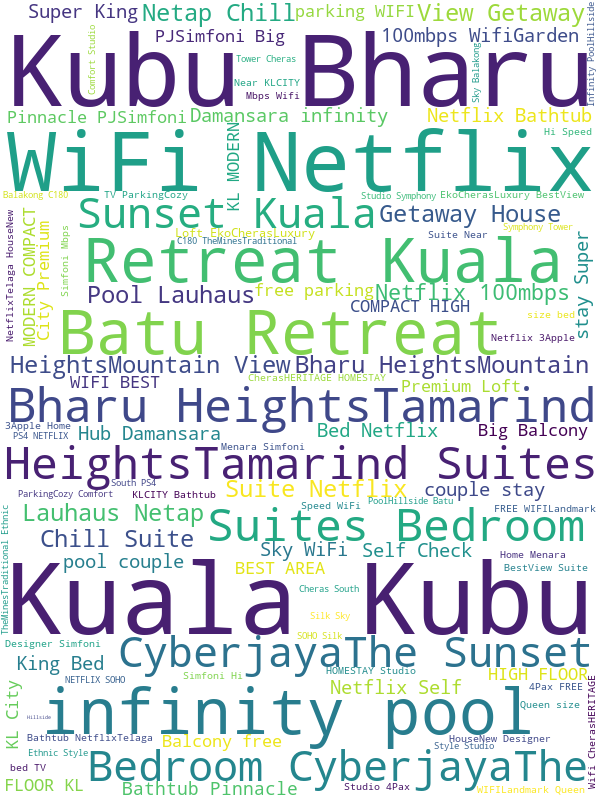 Super King
Netap Chill
parking WIFI
View Getaway
Infinity PoolHillside
Comfort Studio
PJSimfoni Big
100mbps WifiGarden
Kubu Bharu
Tower Cheras
Sky Balakong
Near KLCITY
Mbps Wifi
Pinnacle PJSimfoni
Damansara infinity
Netflix Bathtub
KL MODERN
Hi Speed
WiFi Netflix
Balakong C180
TV ParkingCozy
Studio Symphony
EkoCherasLuxury BestView
Sunset Kuala
Getaway House
NetflixTelaga HouseNew
MODERN COMPACT
City Premium
Simfoni Mbps
Loft EkoCherasLuxury
Symphony Tower
C180 TheMinesTraditional
Suite Near
Retreat Kuala
stay Super
Pool Lauhaus
free parking
Netflix 100mbps
COMPACT HIGH
Batu Retreat
size bed
Netflix 3Apple
HeightsMountain View
Bharu HeightsMountain
WIFI BEST
CherasHERITAGE HOMESTAY
Premium Loft
Bharu HeightsTamarind
3Apple Home
PS4 NETFLIX
Hub Damansara
Bed Netflix
Big Balcony
Menara Simfoni
HeightsTamarind Suites
South PS4
ParkingCozy Comfort
KLCITY Bathtub
Suite Netflix
couple stay
TheMinesTraditional Ethnic
Lauhaus Netap
Speed WiFi
PoolHillside Batu
FREE WIFILandmark
Suites Bedroom
Chill Suite
Sky WiFi
Self Check
Home Menara
pool couple
BEST AREA
BestView Suite
Kuala Kubu
Cheras South
Silk Sky
SOHO Silk
Designer Simfoni
CyberjayaThe Sunset
King Bed
NETFLIX SOHO
Simfoni Hi
HOMESTAY Studio
HIGH FLOOR
Netflix Self
4Pax FREE
KL City
Wifi CherasHERITAGE
infinity pool
Hillside
Queen size
Bathtub NetflixTelaga
Balcony free
HouseNew Designer
Ethnic Style
Style Studio
Bedroom CyberjayaThe
bed TV
FLOOR KL
Bathtub Pinnacle
Studio 4Pax
WIFILandmark Queen